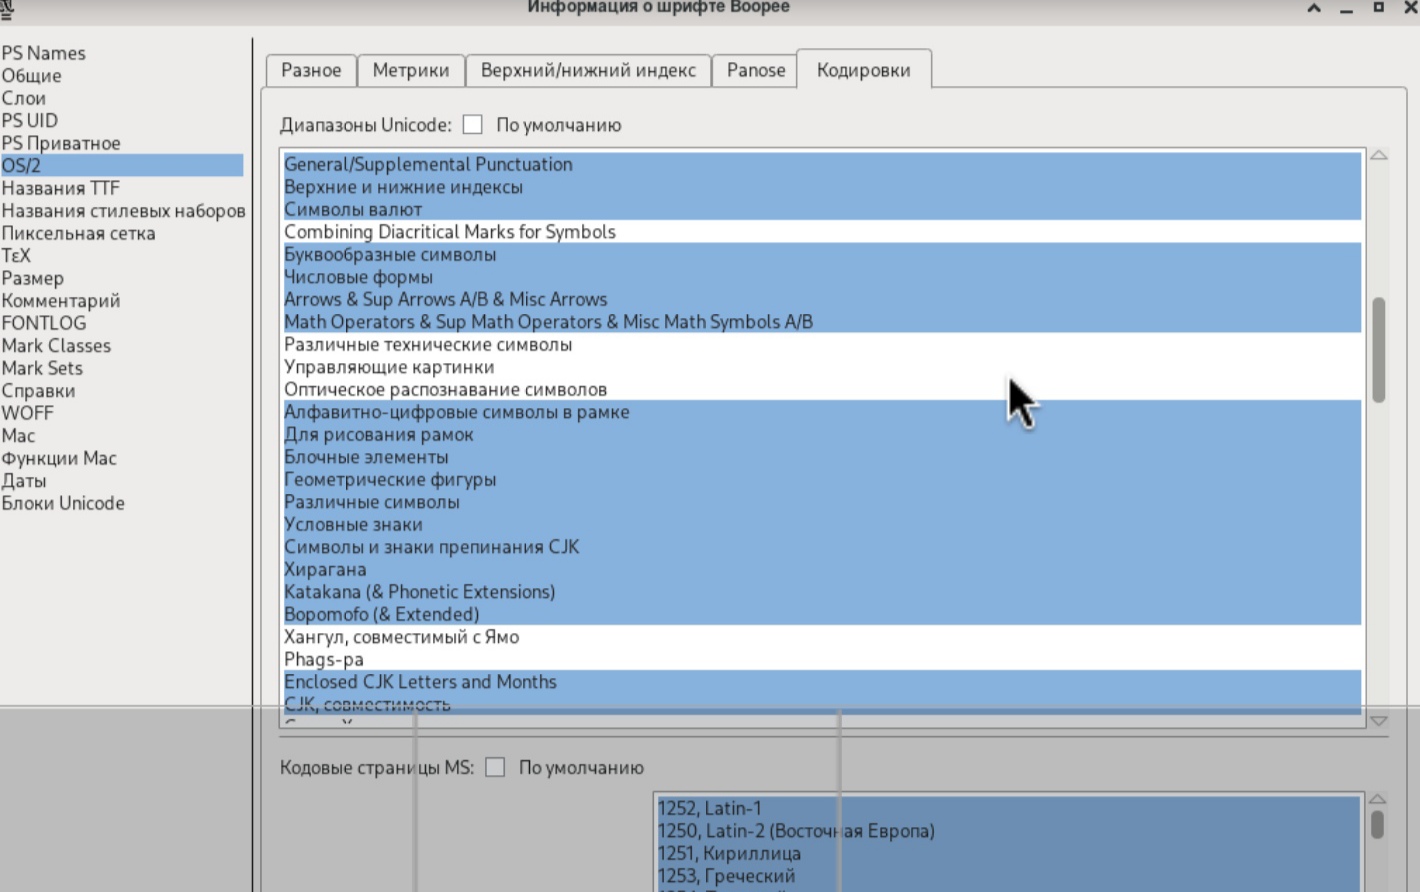 Информация о шрифте Boopee
PS Names
Общие
Слои
PS UID
PS Приватное
OS/2
Названия TTF
Названия стилевых наборов
Пиксельная сетка
ΤεΧ
Размер
Комментарий
FONTLOG
Mark Classes
Mark Sets
Справки
WOFF
Mac
Функции Mac
Даты
Блоки Unicode
Разное
Метрики
Верхний/нижний индекс
Panose
Кодировки
Диапазоны Unicode: По умолчанию
General/Supplemental Punctuation
Верхние и нижние индексы
Символы валют
Combining Diacritical Marks for Symbols
Буквообразные символы
Числовые формы
Arrows & Sup Arrows A/B & Misc Arrows
Math Operators & Sup Math Operators & Misc Math Symbols A/B
Различные технические символы
Управляющие картинки
Оптическое распознавание символов
Алфавитно-цифровые символы в рамке
Для рисования рамок
Блочные элементы
Геометрические фигуры
Различные символы
Условные знаки
Символы и знаки препинания CJK
Хирагана
Katakana (& Phonetic Extensions)
Bopomofo (& Extended)
Хангул, совместимый с Ямо
Phags-pa
Enclosed CJK Letters and Months
CJK, совместимость
Кодовые страницы MS: По умолчанию
1252, Latin-1
1250, Latin-2 (Восточная Европа)
1251, Кириллица
1253, Греческий